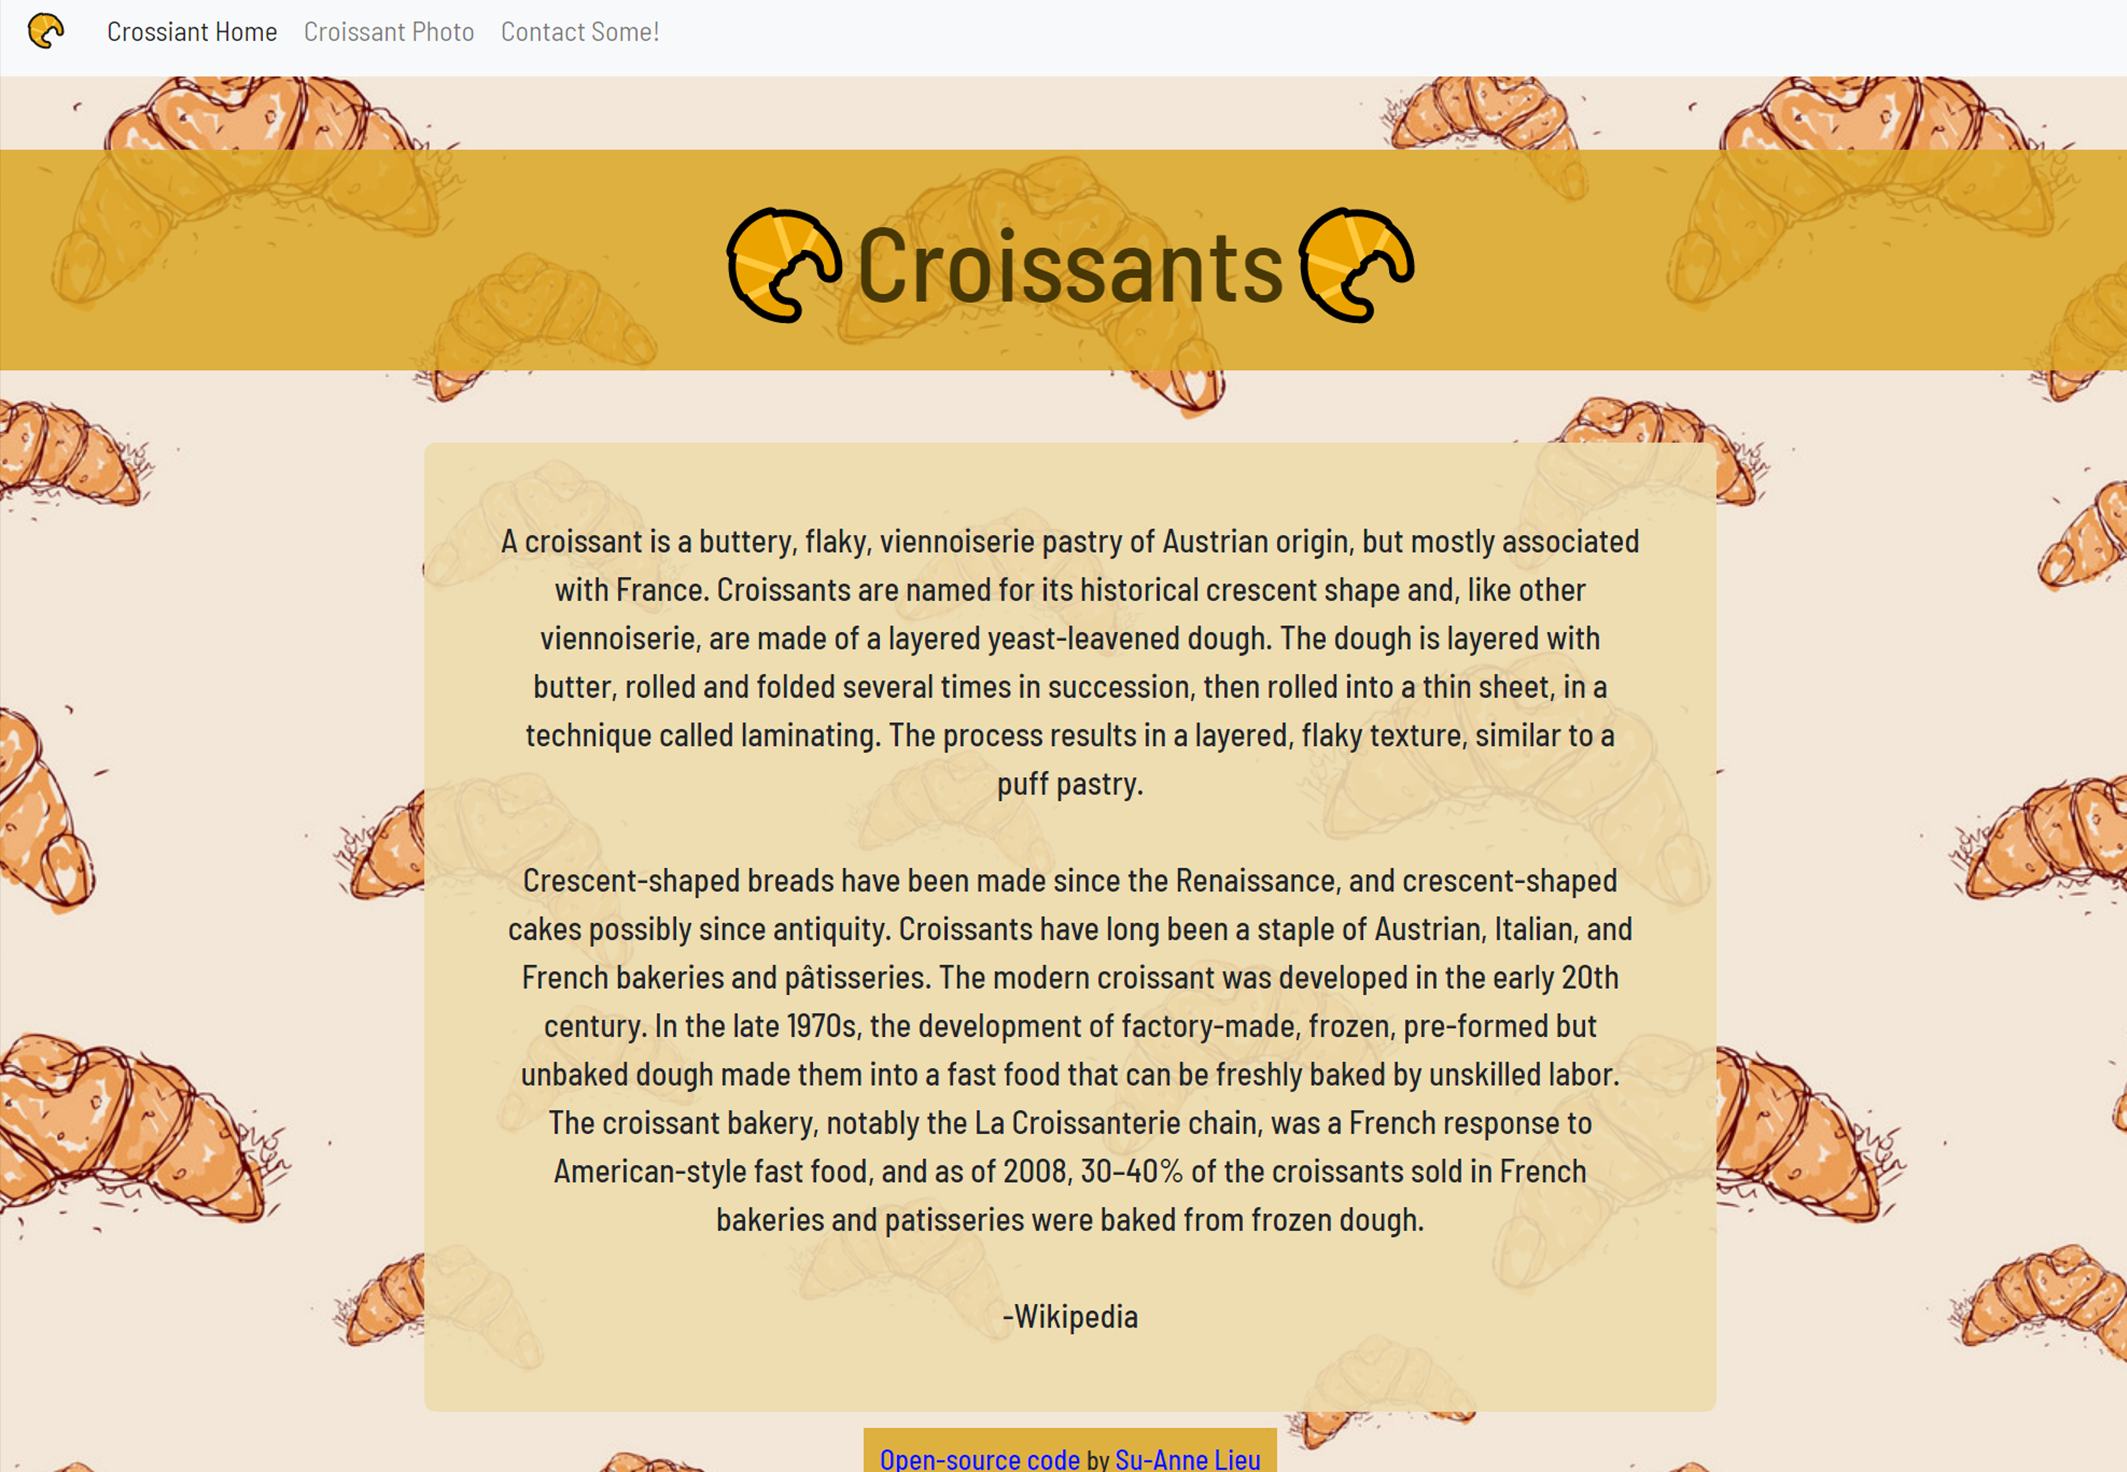 Crossiant Home Croissant Photo Contact Some!
Croissants
A croissant is a buttery, flaky, viennoiserie pastry of Austrian origin, but mostly associated
with France. Croissants are named for its historical crescent shape and, like other
viennoiserie, are made of a layered yeast-leavened dough. The dough is layered with
butter, rolled and folded several times in succession, then rolled into a thin sheet, in a
technique called laminating. The process results in a layered, flaky texture, similar to a
puff pastry.
Crescent-shaped breads have been made since the Renaissance, and crescent-shaped
cakes possibly since antiquity. Croissants have long been a staple of Austrian, Italian, and
French bakeries and pâtisseries. The modern croissant was developed in the early 20th
century. In the late 1970s, the development of factory-made, frozen, pre-formed but
unbaked dough made them into a fast food that can be freshly baked by unskilled labor.
The croissant bakery, notably the La Croissanterie chain, was a French response to
American-style fast food, and as of 2008, 30–40% of the croissants sold in French
bakeries and patisseries were baked from frozen dough.
-Wikipedia
Open-source code by Su-Anne Lieu